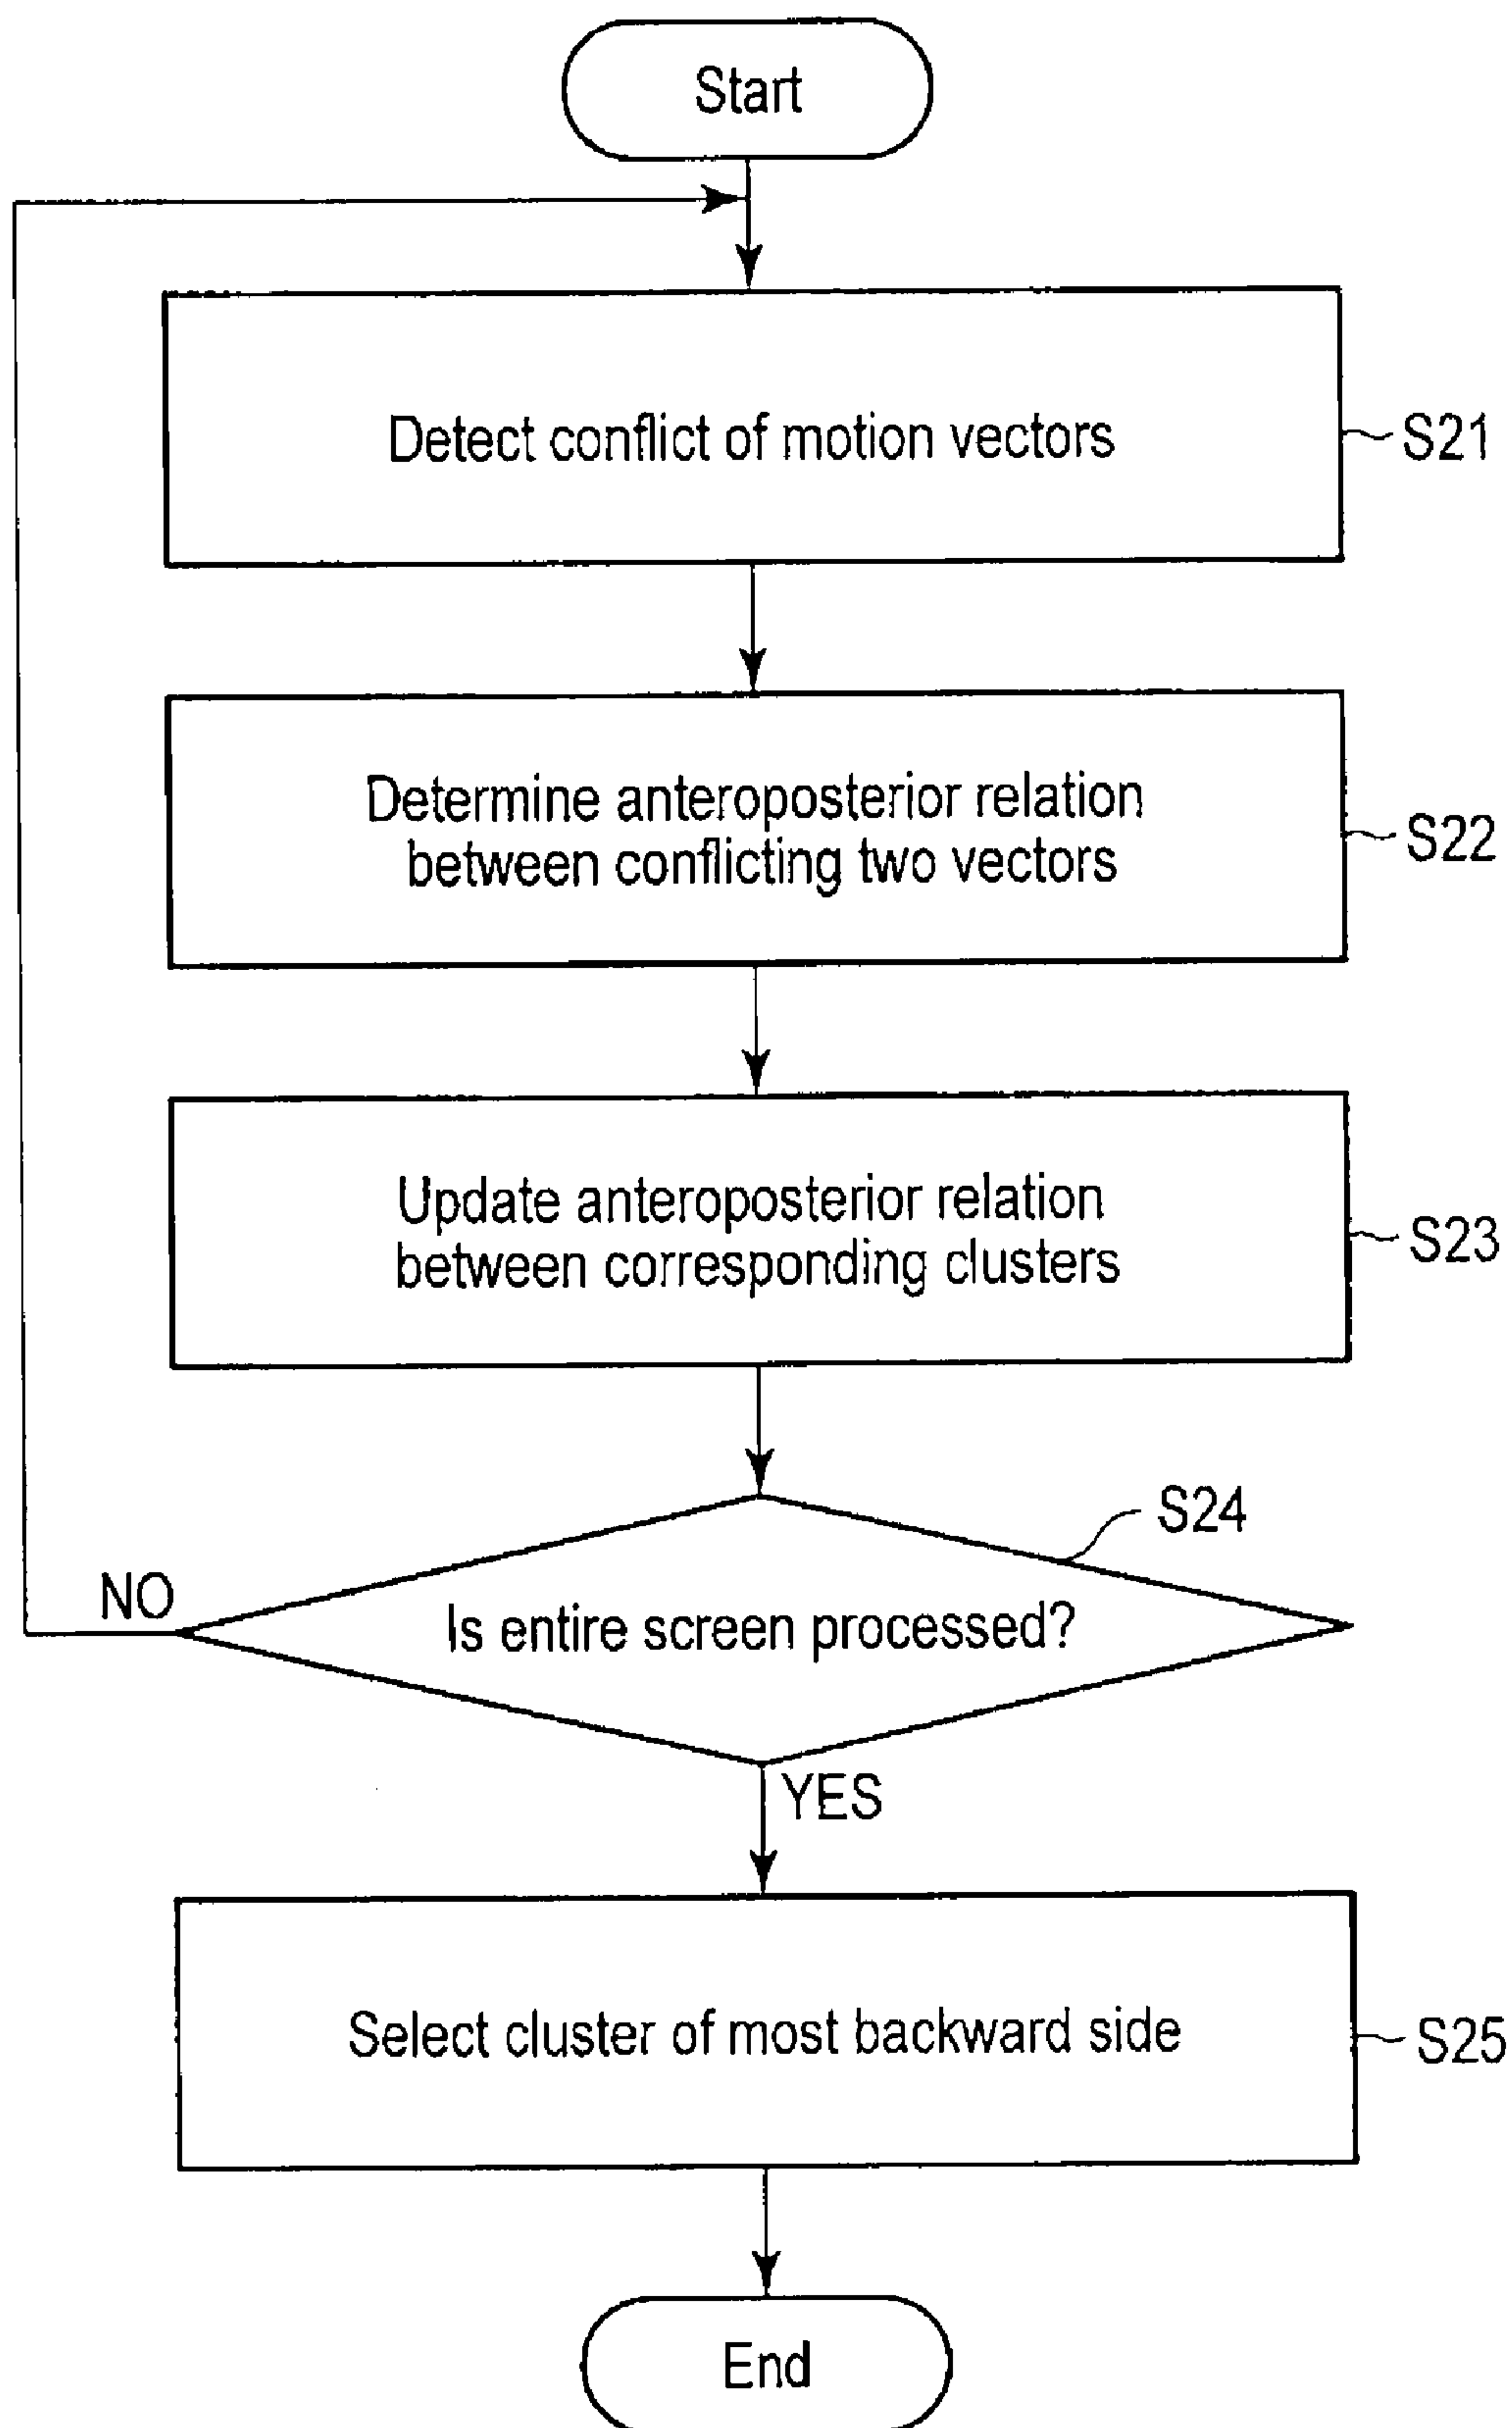 Start
Detect conflict of motion vectors
S21
Determine anteroposterior relation
between conflicting two vectors
S22
Update anteroposterior relation
between corresponding clusters
S23
S24
NO
Is entire screen processed?
YES
Select cluster of most backward side
S25
End